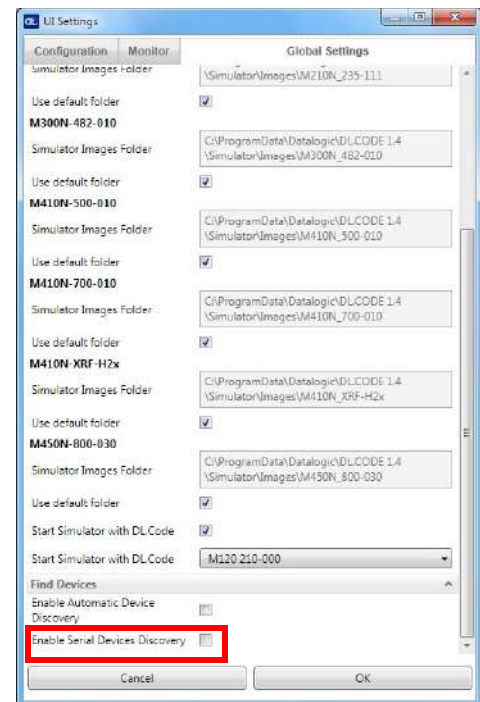 UI Settings
Configuration Monitor Global Settings
Simulator Images Folder
\Simulator\Images\M210N_235-111
Use default folder
M300N-482-010
Simulator Images Folder
C:\ProgramData\Datalogic\DL.CODE 1.4
\Simulator\Images\M300N_482-010
Use default folder
M410N-500-010
Simulator Images Folder
C:\ProgramData\Datalogic\DL.CODE 1.4
\Simulator\Images\M410N_500-010
Use default folder
M410N-700-010
Simulator Images Folder
C:\ProgramData\Datalogic\DL.CODE 1.4
\Simulator\Images\M410N_700-010
Use default folder
M410N-XRF-H2x
Simulator Images Folder
C:\ProgramData\Datalogic\DL.CODE 1.4
\Simulator\Images\M410N_XRF-H2x
Use default folder
M450N-800-030
Simulator Images Folder
C:\ProgramData\Datalogic\DL.CODE 1.4
\Simulator\Images\M450N_800-030
Use default folder
Start Simulator with DL.Code
Start Simulator with DL.Code M120 210-000
Find Devices
Enable Automatic Device
Discovery
Enable Serial Devices Discovery
Cancel OK